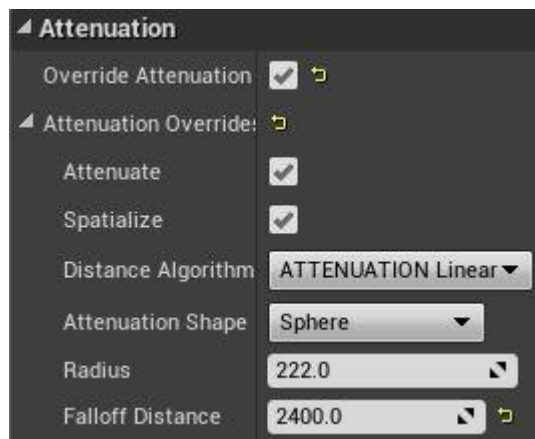 Attenuation
Override Attenuation
Attenuation Override
Attenuate
Spatialize
Distance Algorithm ATTENUATION Linear
Attenuation Shape Sphere
Radius 222.0
Falloff Distance 2400.0